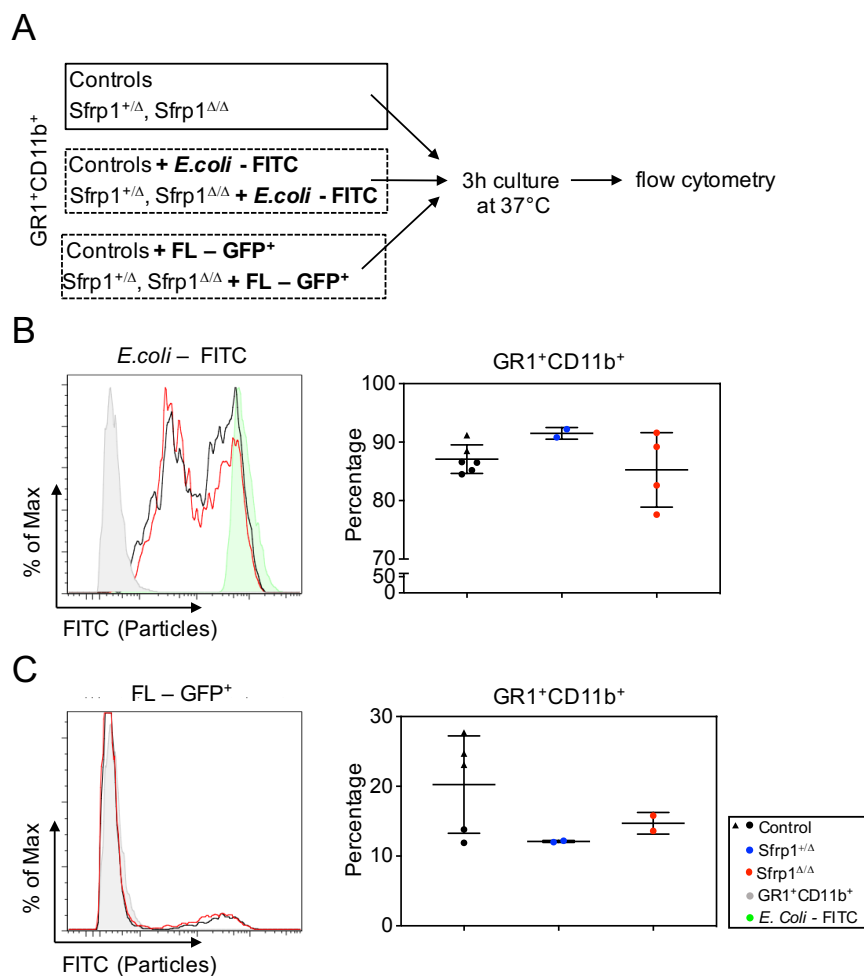 A
GR1⁺CD11b⁺
Controls
Sfrp1⁺/Δ, Sfrp1Δ/Δ
Controls + E.coli - FITC
Sfrp1⁺/Δ, Sfrp1Δ/Δ + E.coli - FITC
Controls + FL – GFP⁺
Sfrp1⁺/Δ, Sfrp1Δ/Δ + FL – GFP⁺
3h culture
at 37°C
flow cytometry
B
E.coli – FITC
% of Max
FITC (Particles)
GR1⁺CD11b⁺
Percentage
100
90
80
70
50
0
C
FL – GFP⁺
% of Max
FITC (Particles)
GR1⁺CD11b⁺
Percentage
30
20
10
0
Control
Sfrp1⁺/Δ
Sfrp1Δ/Δ
GR1⁺CD11b⁺
E. Coli - FITC